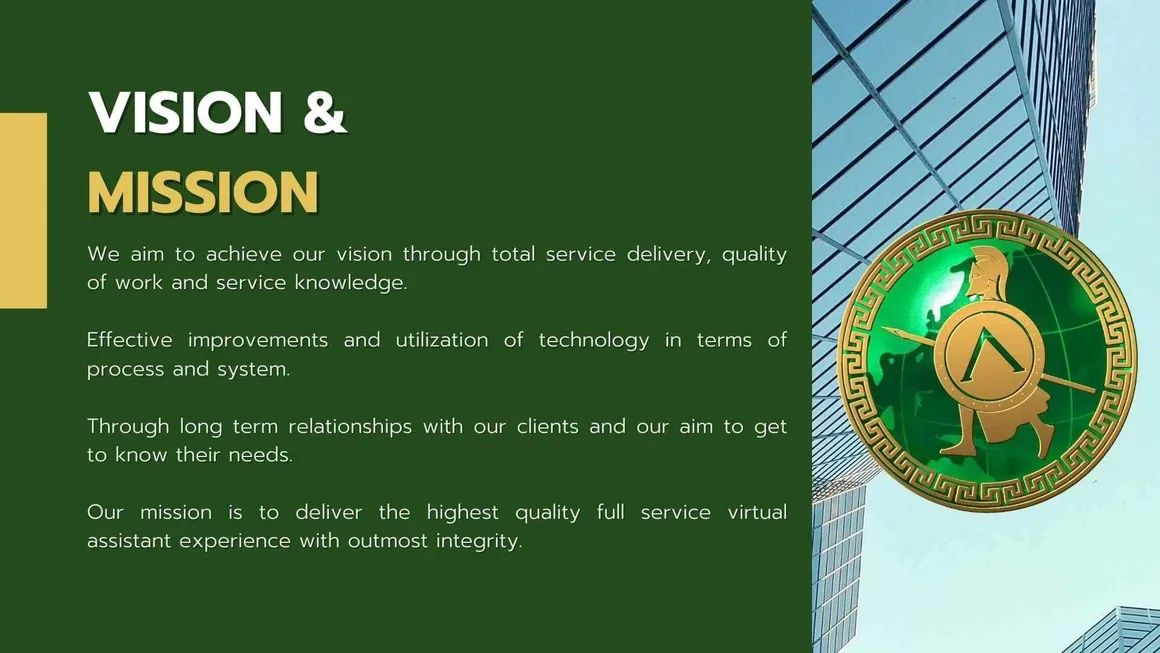 VISION &
MISSION
We aim to achieve our vision through total service delivery, quality
of work and service knowledge.
Effective improvements and utilization of technology in terms of
process and system.
Through long term relationships with our clients and our aim to get
to know their needs.
Our mission is to deliver the highest quality full service virtual
assistant experience with outmost integrity.
Λ